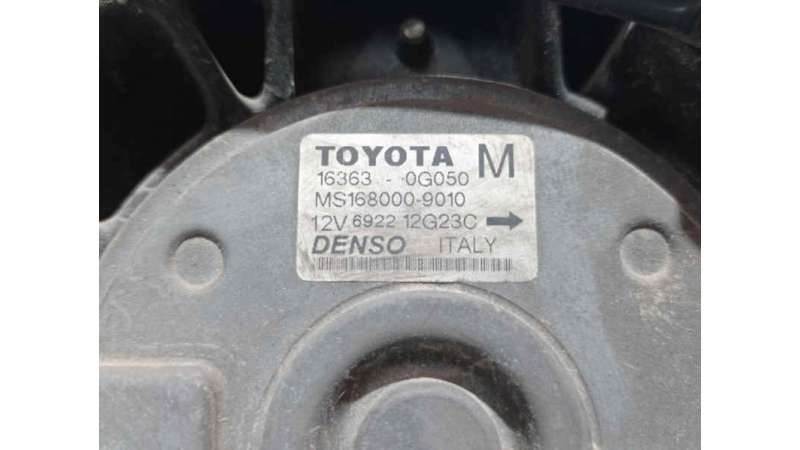 TOYOTA M
16363 - 0G050
MS168000-9010
12V 6922 12G23C →
DENSO ITALY